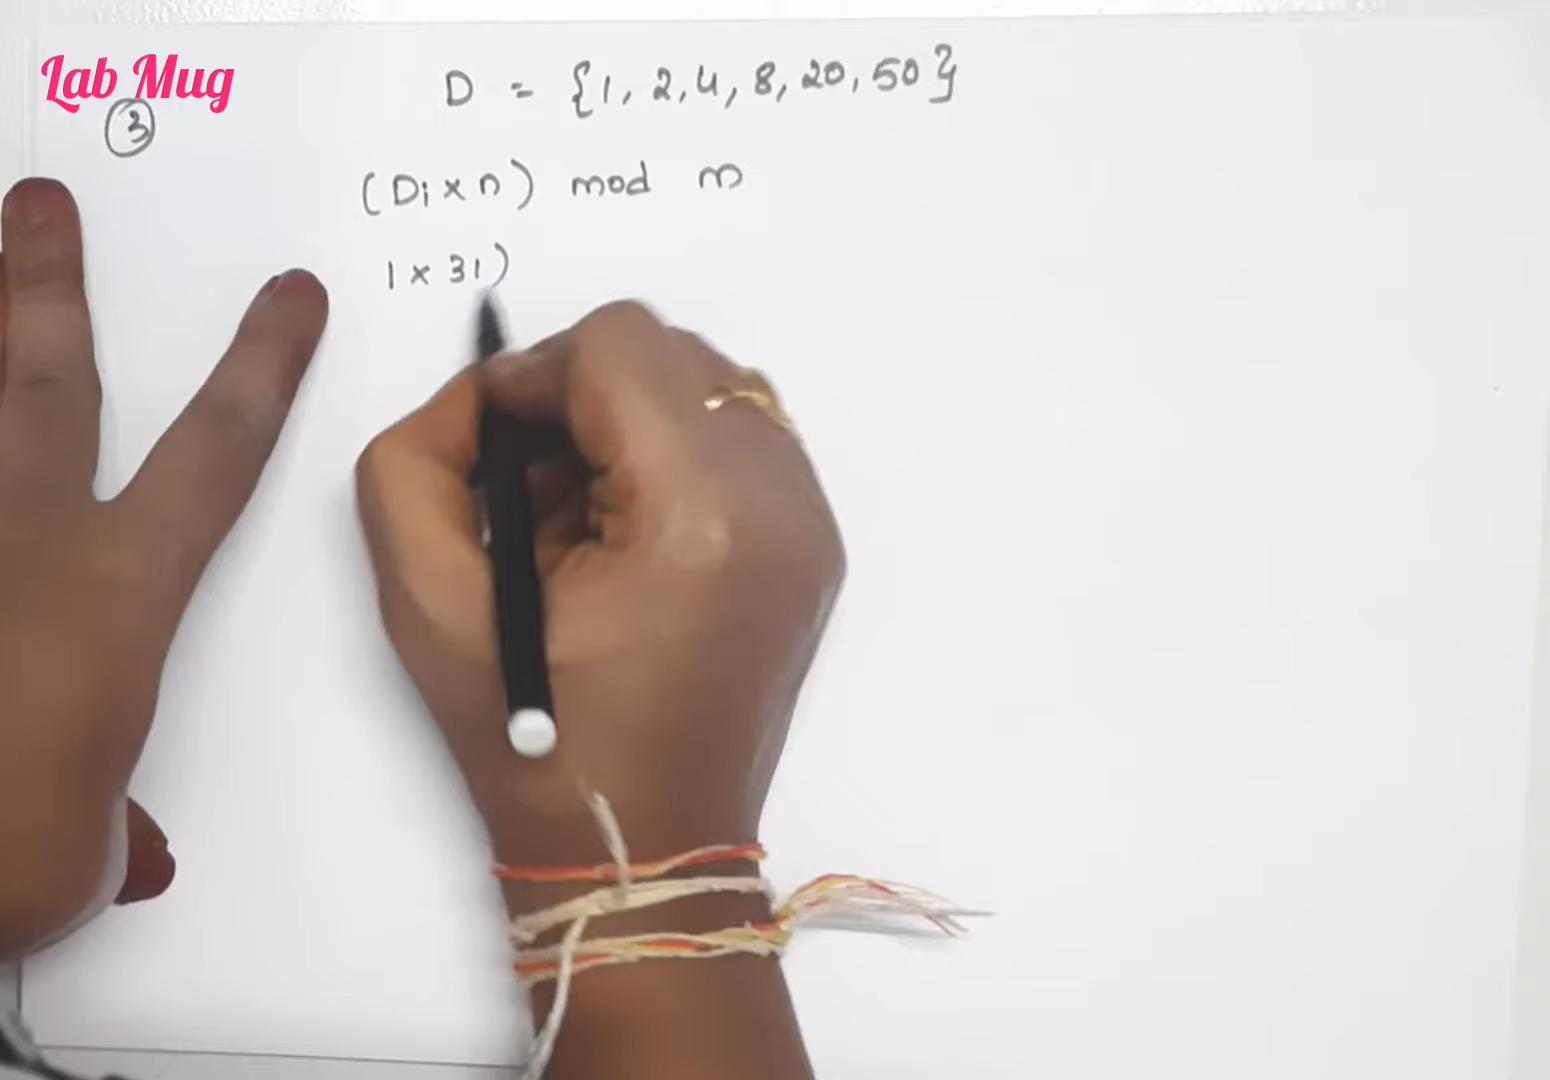 Lab Mug
3
D = {1, 2, 4, 8, 20, 50}
(Di x n) mod m
1 x 31)